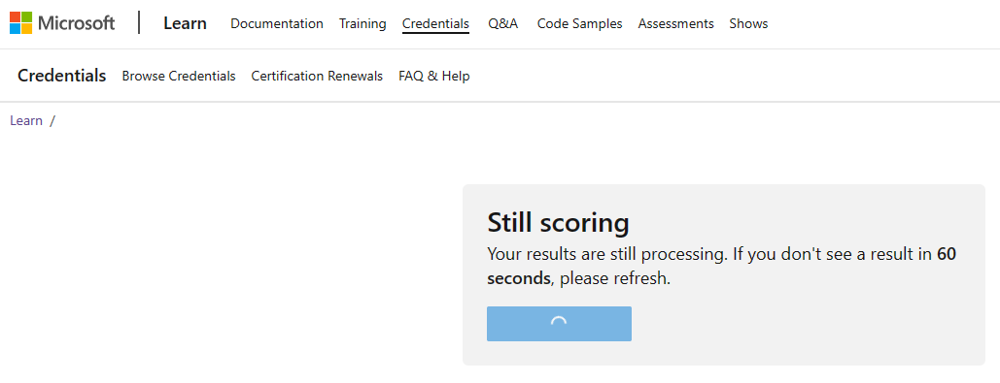 Microsoft Learn Documentation Training Credentials Q&A Code Samples Assessments Shows
Credentials Browse Credentials Certification Renewals FAQ & Help
Learn /
Still scoring
Your results are still processing. If you don't see a result in 60
seconds, please refresh.